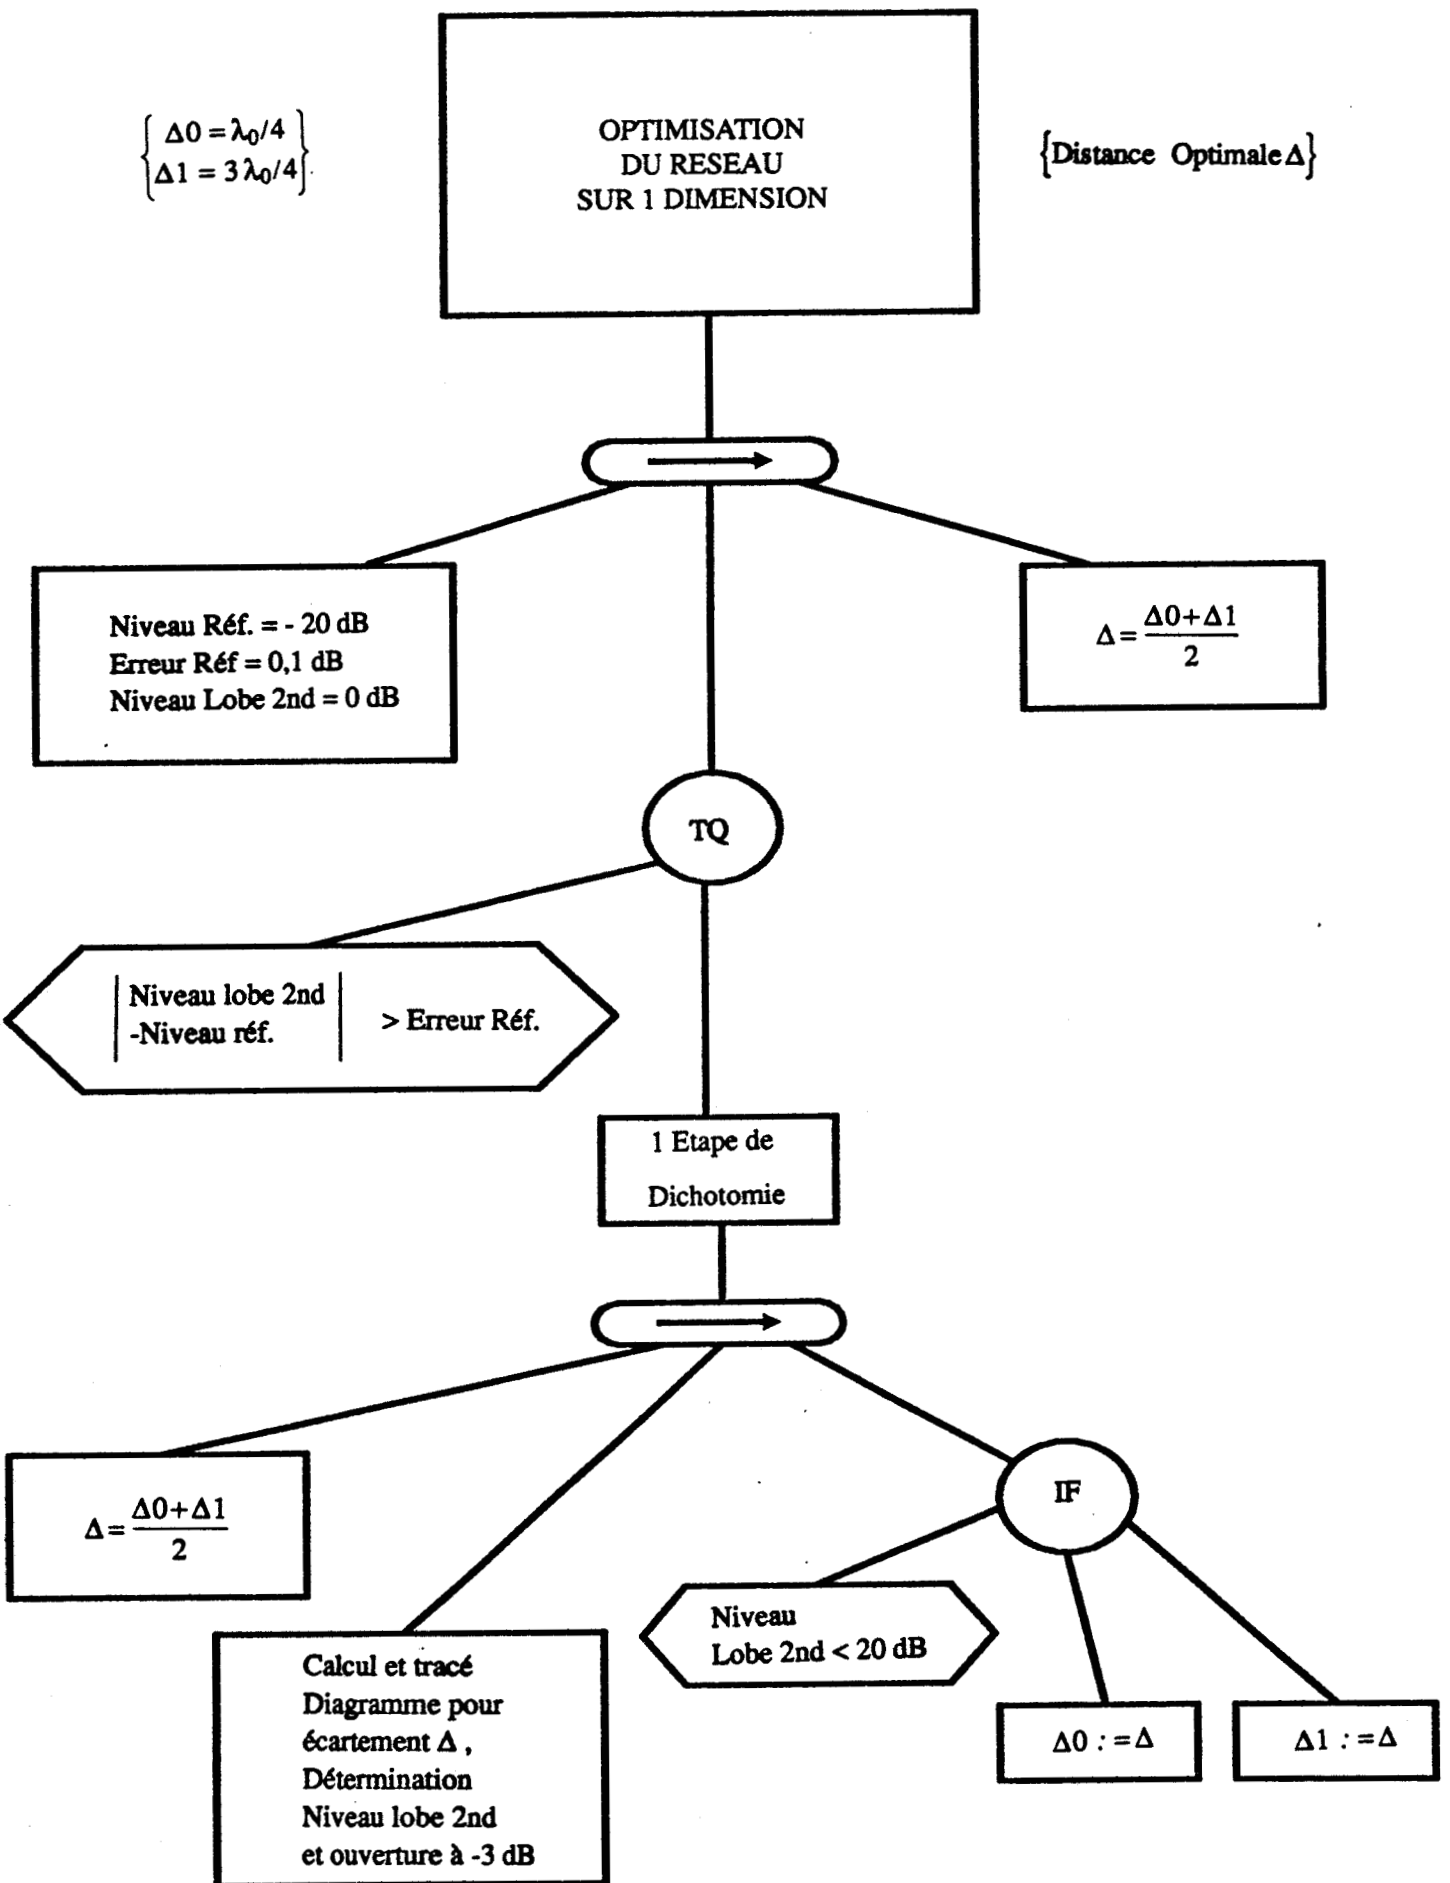 Δ0 = λ₀/4
Δ1 = 3 λ₀/4
OPTIMISATION
DU RESEAU
SUR 1 DIMENSION
{Distance Optimale Δ}
Niveau Réf. = - 20 dB
Erreur Réf = 0,1 dB
Niveau Lobe 2nd = 0 dB
Δ = (Δ0+Δ1)/2
TQ
| Niveau lobe 2nd
-Niveau réf. | > Erreur Réf.
1 Etape de
Dichotomie
Δ = (Δ0+Δ1)/2
IF
Calcul et tracé
Diagramme pour
écartement Δ ,
Détermination
Niveau lobe 2nd
et ouverture à -3 dB
Niveau
Lobe 2nd < 20 dB
Δ0 : = Δ
Δ1 : = Δ